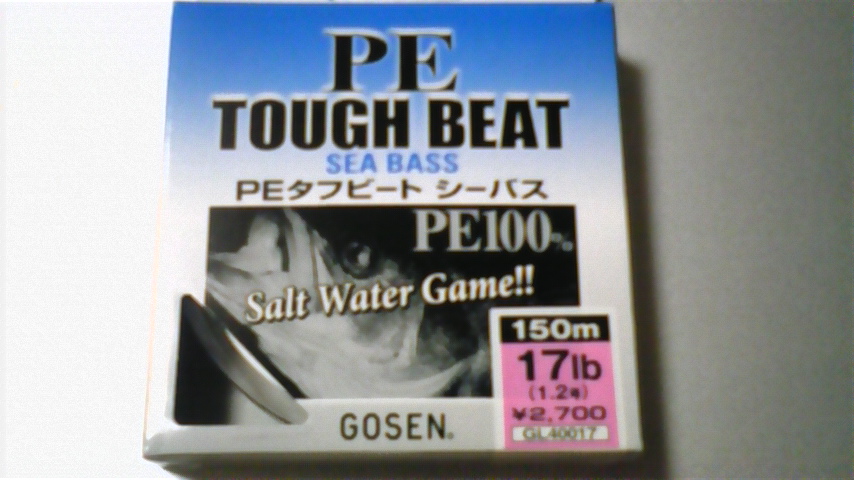 PE
TOUGH BEAT
SEA BASS
PEタフビート シーバス
PE100%
Salt Water Game!!
150m
17lb
(1.2号)
¥2,700
GL40017
GOSEN®